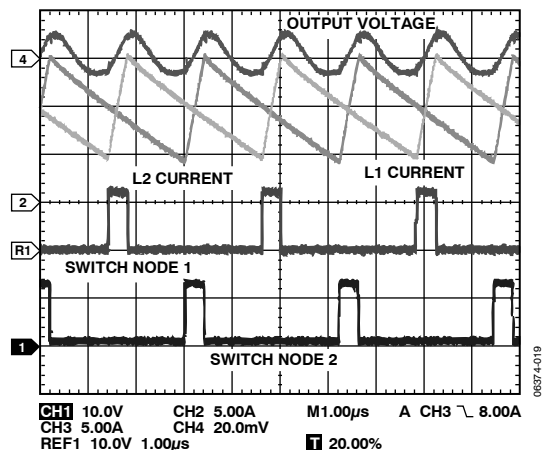 OUTPUT VOLTAGE
4
L2 CURRENT
L1 CURRENT
2
R1
SWITCH NODE 1
SWITCH NODE 2
1
06374-019
CH1 10.0V CH2 5.00A M1.00µs A CH3 8.00A
CH3 5.00A CH4 20.0mV
REF1 10.0V 1.00µs T 20.00%